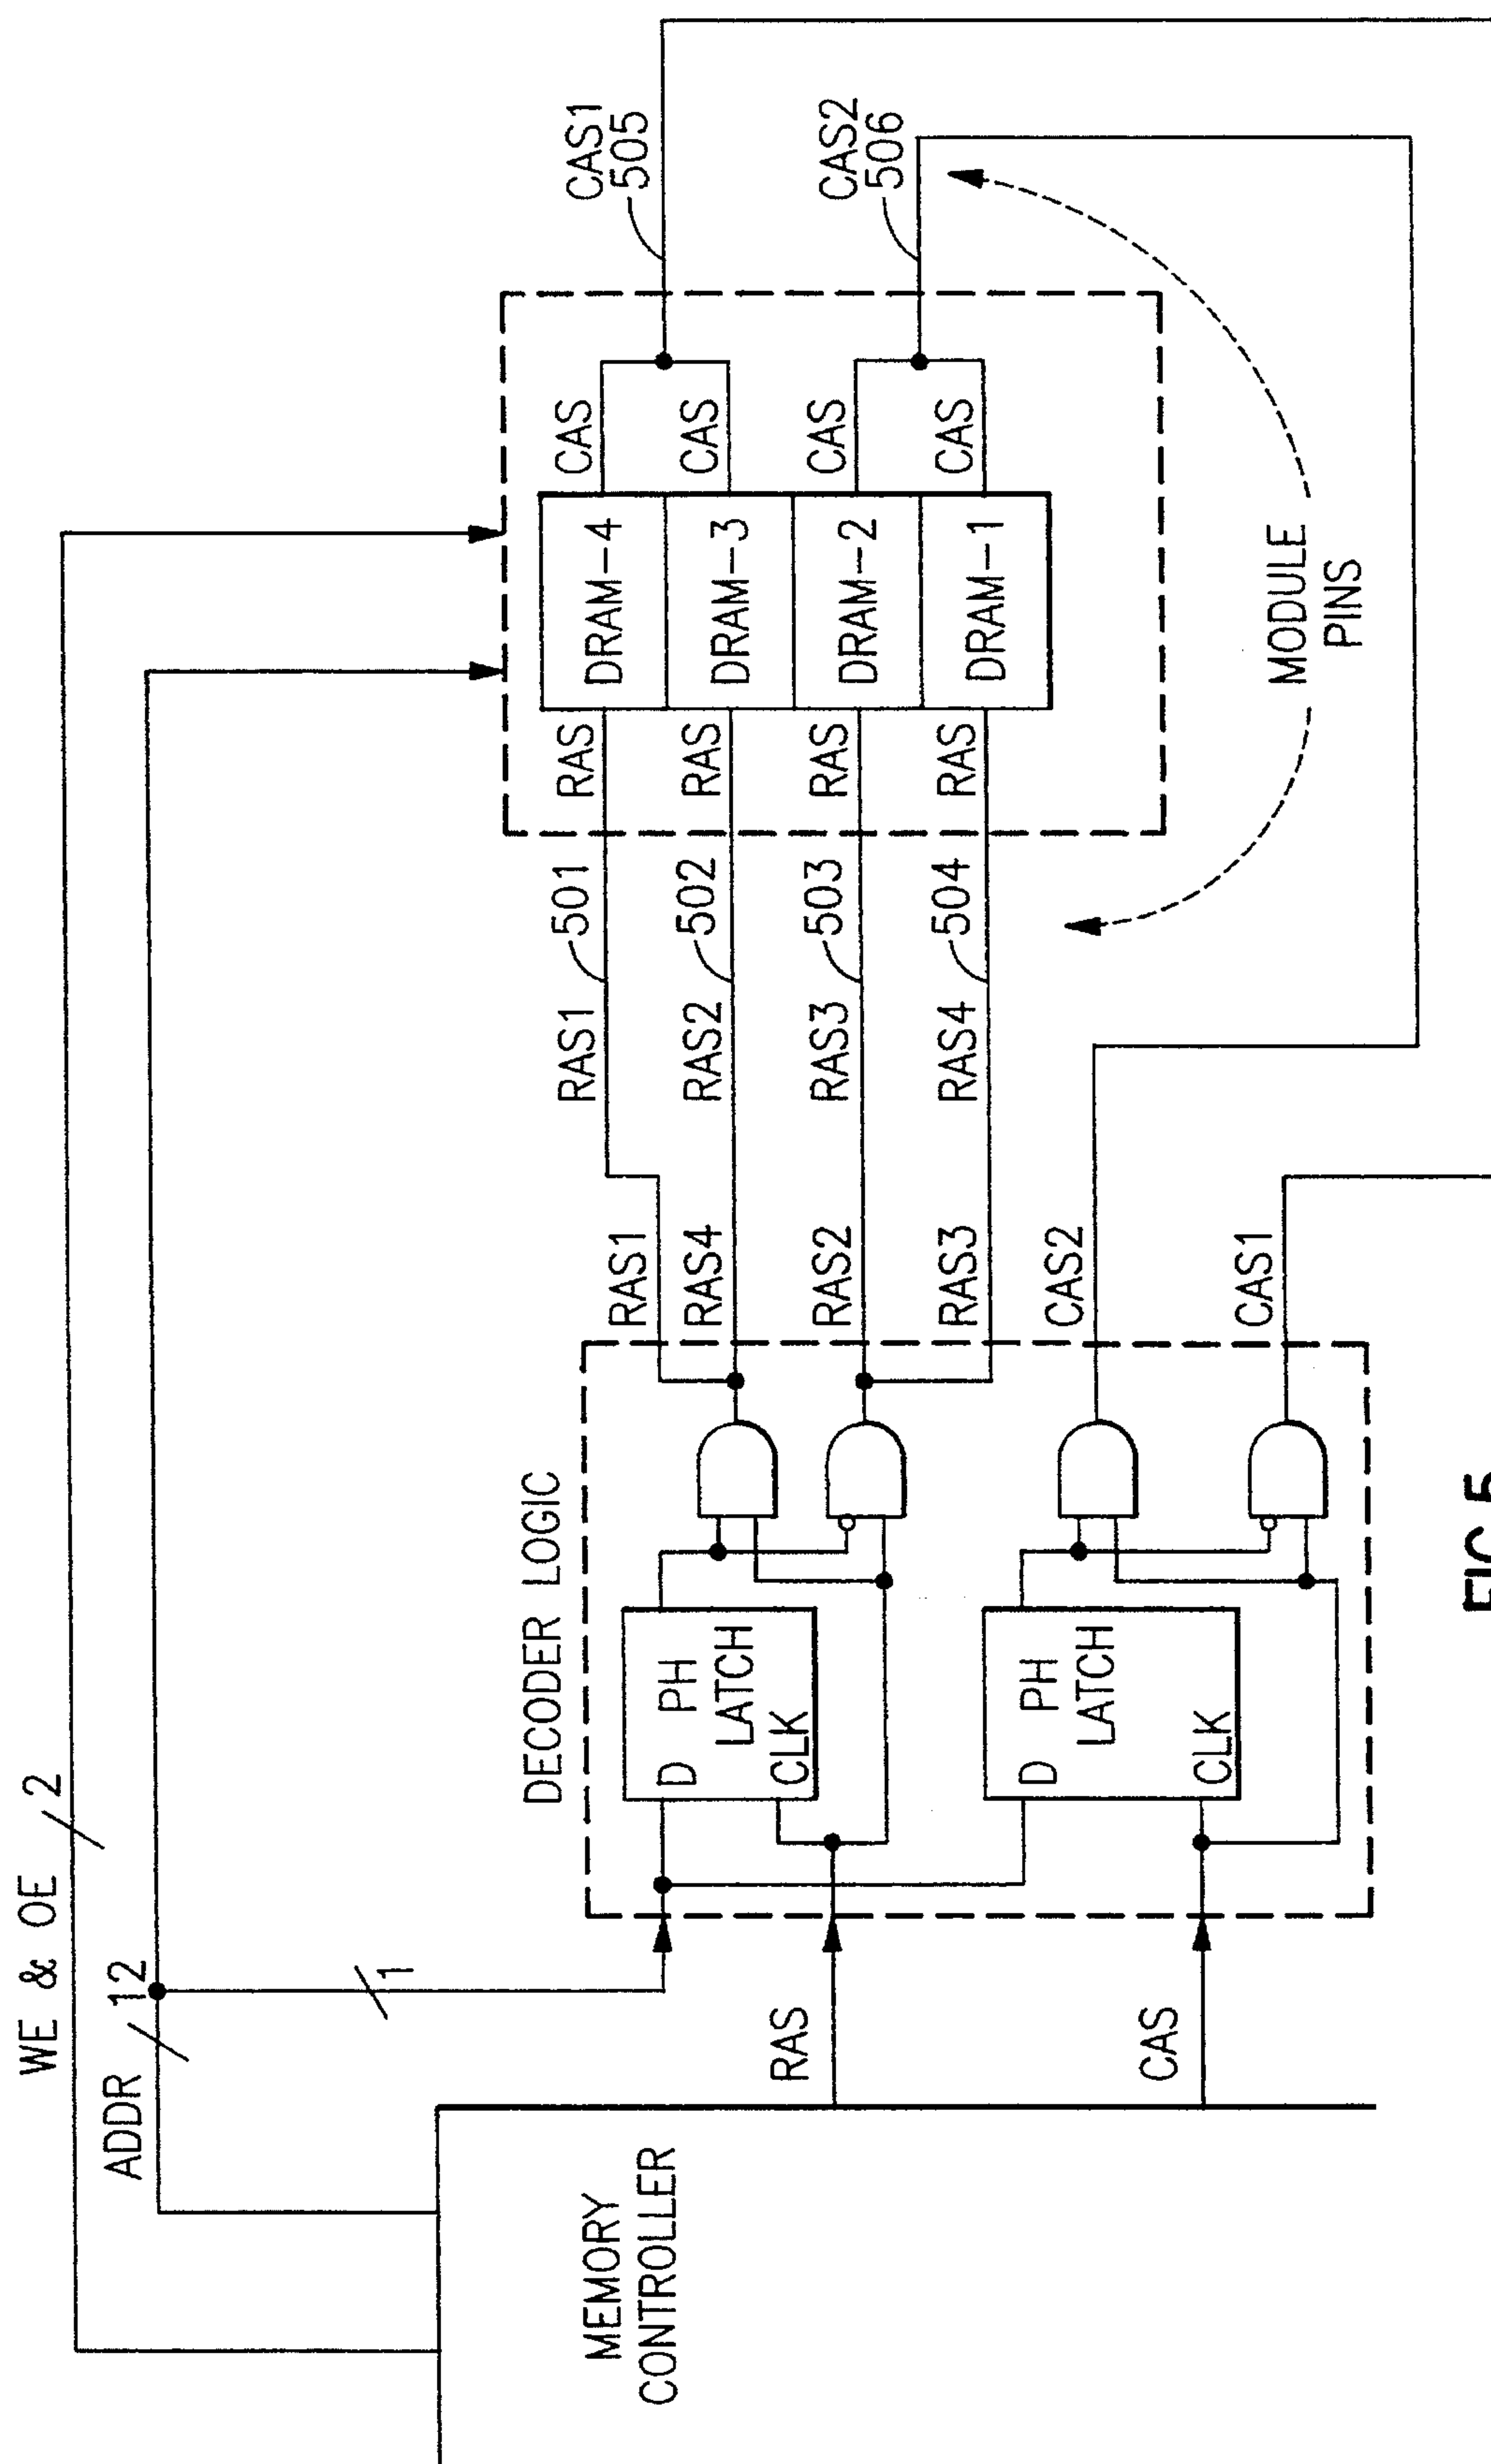 WE & OE 2
ADDR 12
1
MEMORY
CONTROLLER
RAS
CAS
DECODER LOGIC
D PH
LATCH
CLK
D PH
LATCH
CLK
RAS1
RAS4
RAS2
RAS3
CAS2
CAS1
RAS1 501
RAS2 502
RAS3 503
RAS4 504
RAS DRAM-4 CAS
RAS DRAM-3 CAS
RAS DRAM-2 CAS
RAS DRAM-1 CAS
CAS1
505
CAS2
506
MODULE
PINS
FIG.5